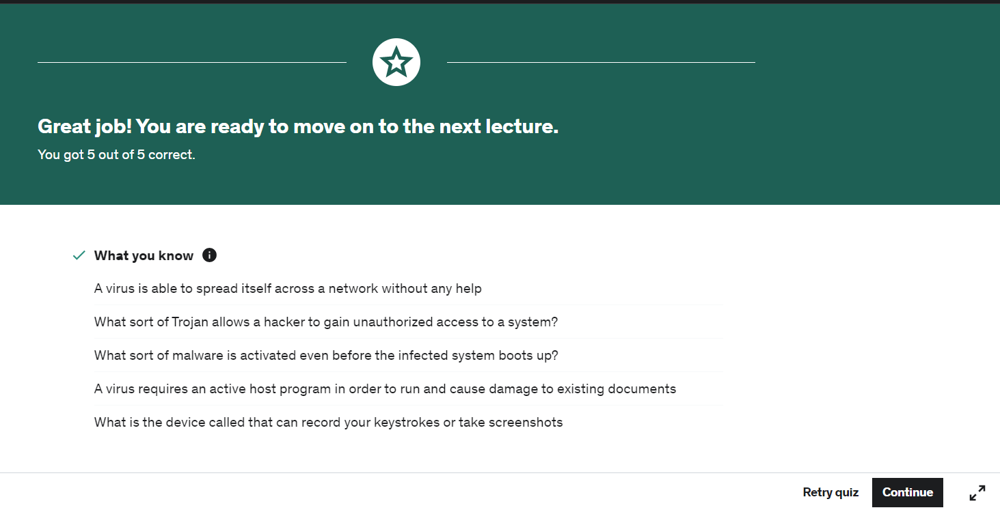 Great job! You are ready to move on to the next lecture.
You got 5 out of 5 correct.
What you know
A virus is able to spread itself across a network without any help
What sort of Trojan allows a hacker to gain unauthorized access to a system?
What sort of malware is activated even before the infected system boots up?
A virus requires an active host program in order to run and cause damage to existing documents
What is the device called that can record your keystrokes or take screenshots
Retry quiz
Continue